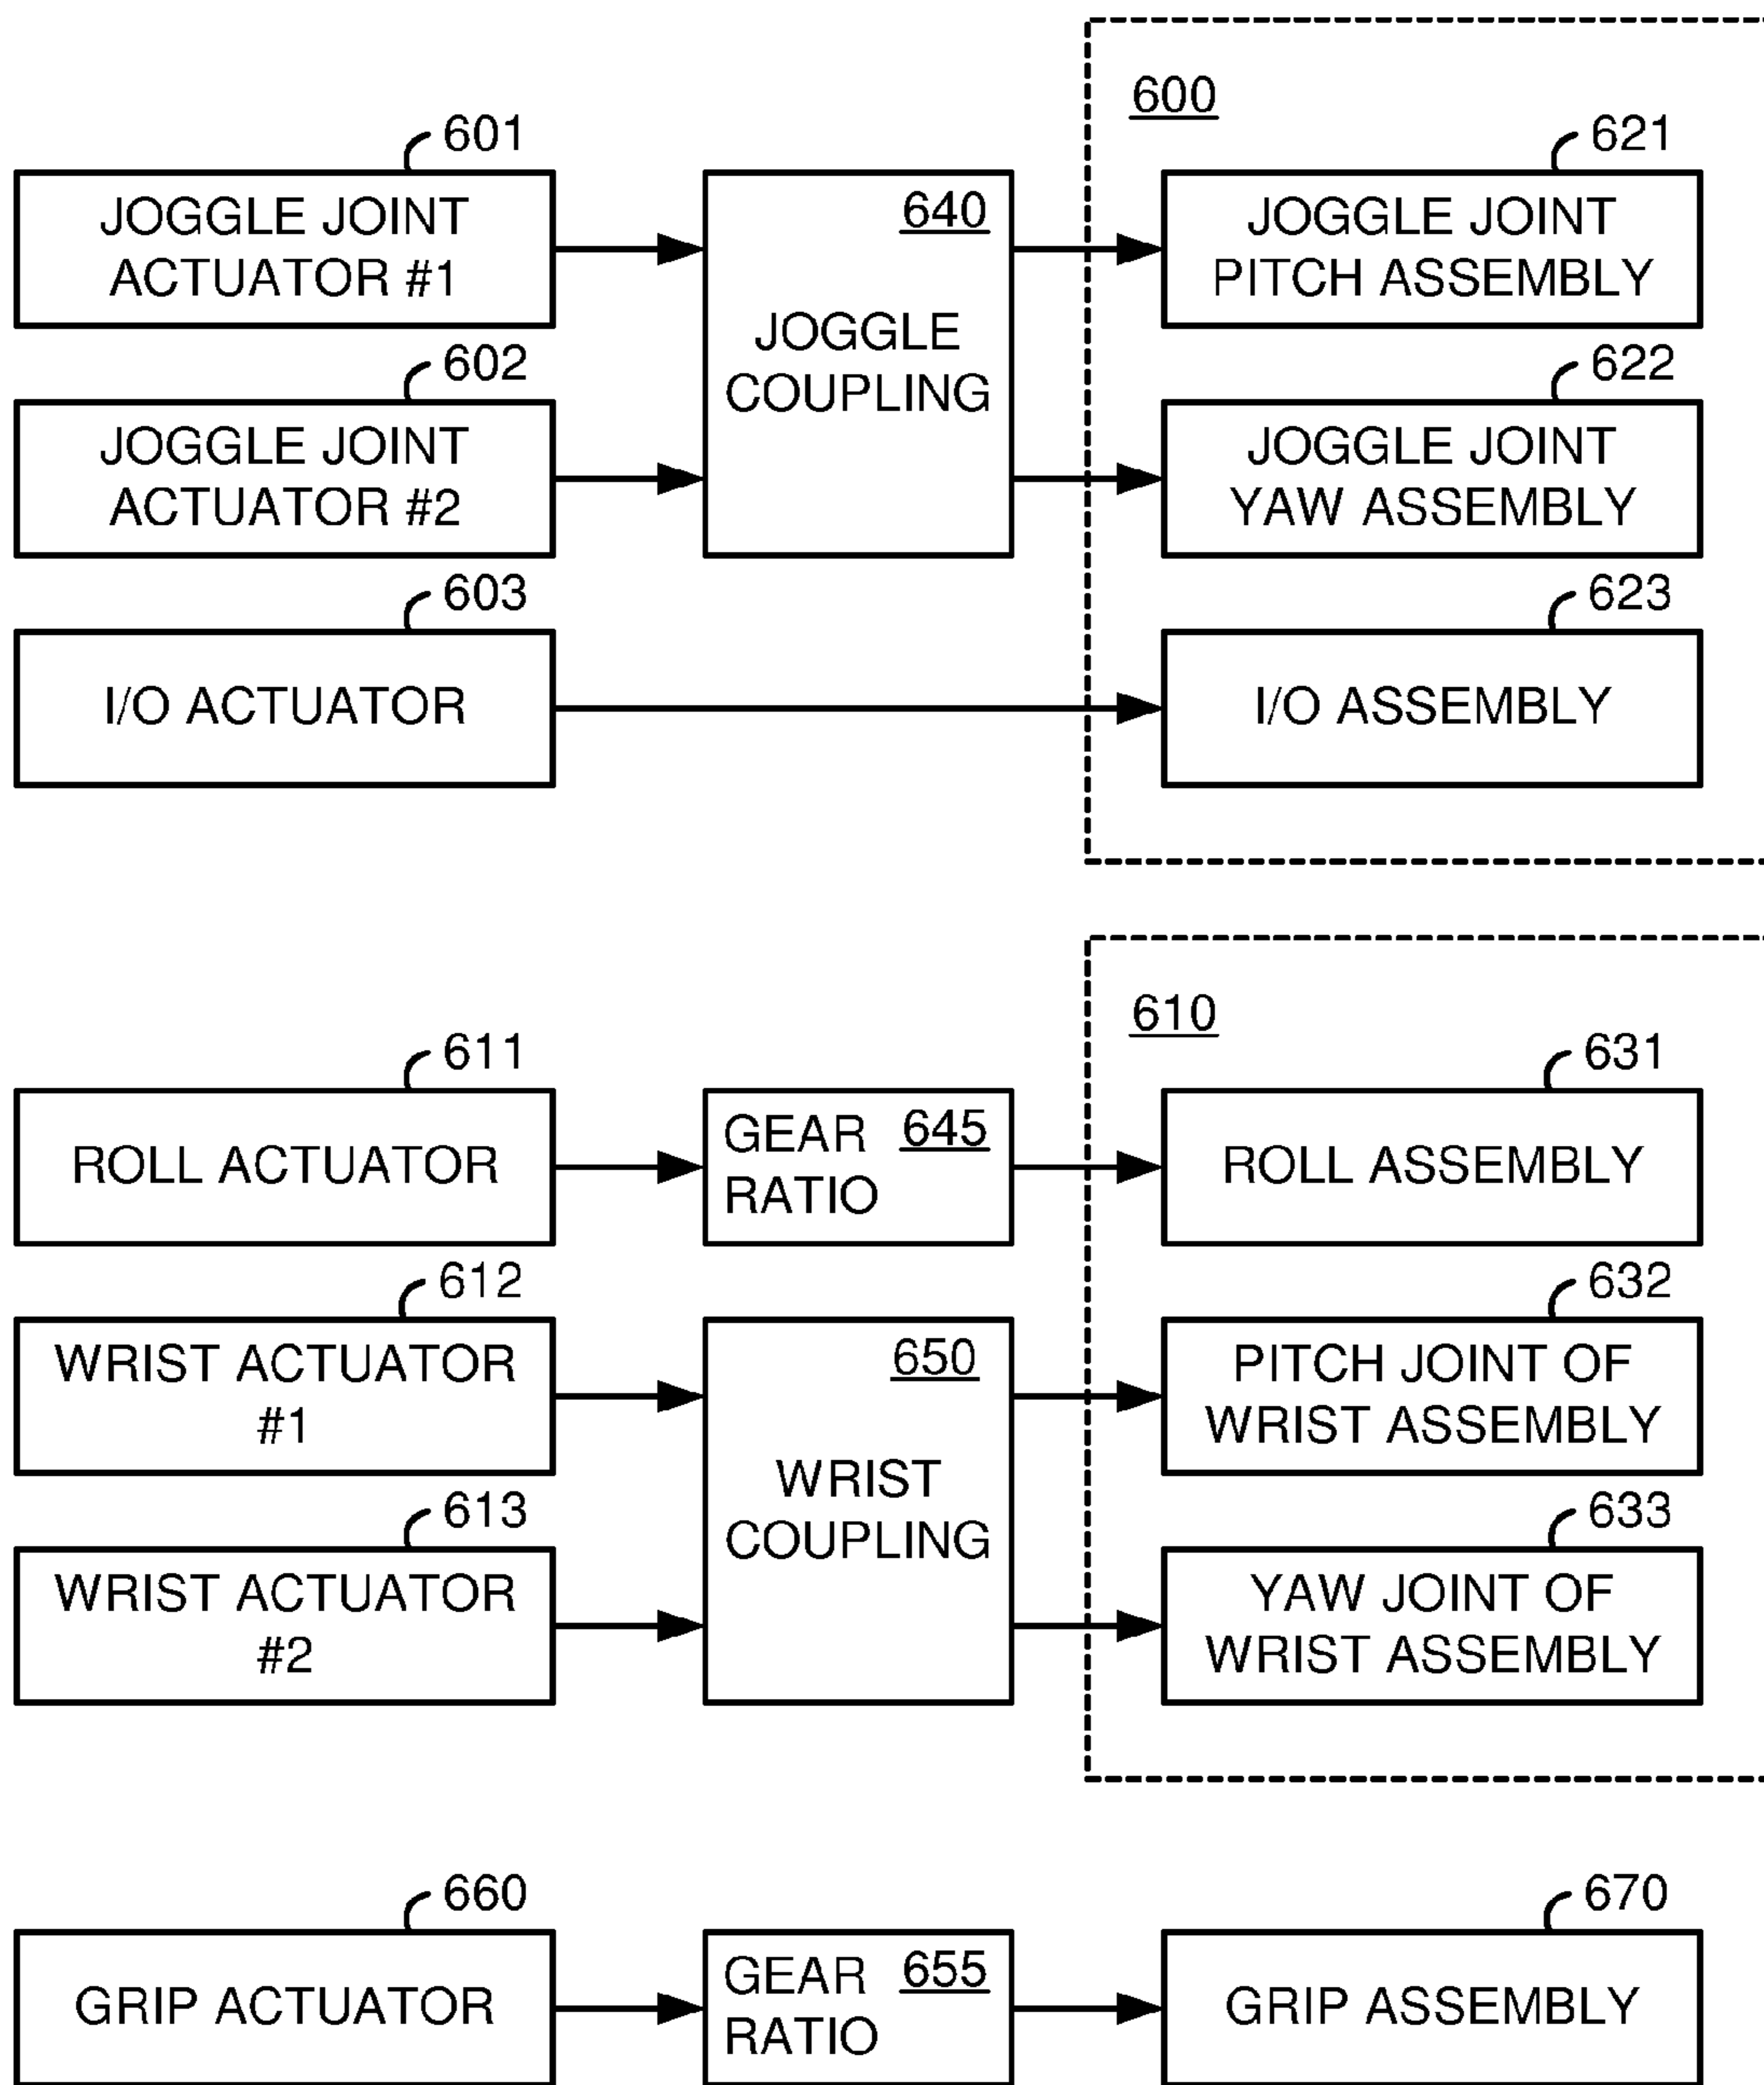 600
601
621
JOGGLE JOINT
ACTUATOR #1
640
JOGGLE
COUPLING
JOGGLE JOINT
PITCH ASSEMBLY
602
622
JOGGLE JOINT
ACTUATOR #2
JOGGLE JOINT
YAW ASSEMBLY
603
623
I/O ACTUATOR
I/O ASSEMBLY
610
611
631
ROLL ACTUATOR
GEAR 645
RATIO
ROLL ASSEMBLY
612
632
WRIST ACTUATOR
#1
650
WRIST
COUPLING
PITCH JOINT OF
WRIST ASSEMBLY
613
633
WRIST ACTUATOR
#2
YAW JOINT OF
WRIST ASSEMBLY
660
670
GRIP ACTUATOR
GEAR 655
RATIO
GRIP ASSEMBLY